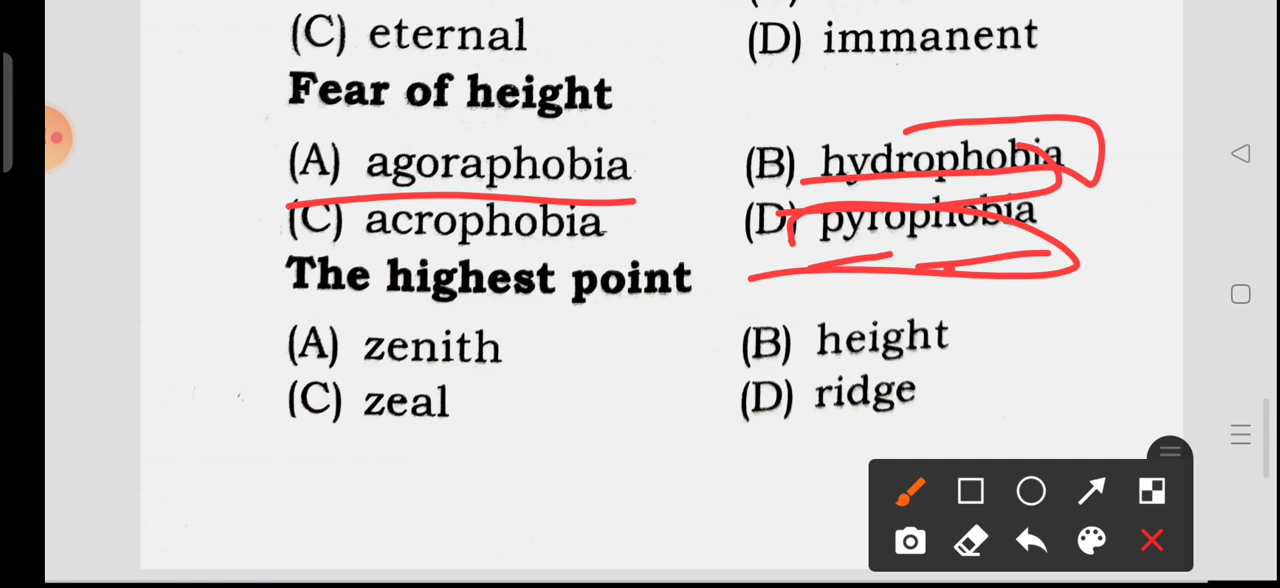 (C) eternal (D) immanent
Fear of height
(A) agoraphobia (B) hydrophobia
(C) acrophobia (D) pyrophobia
The highest point
(A) zenith (B) height
(C) zeal (D) ridge